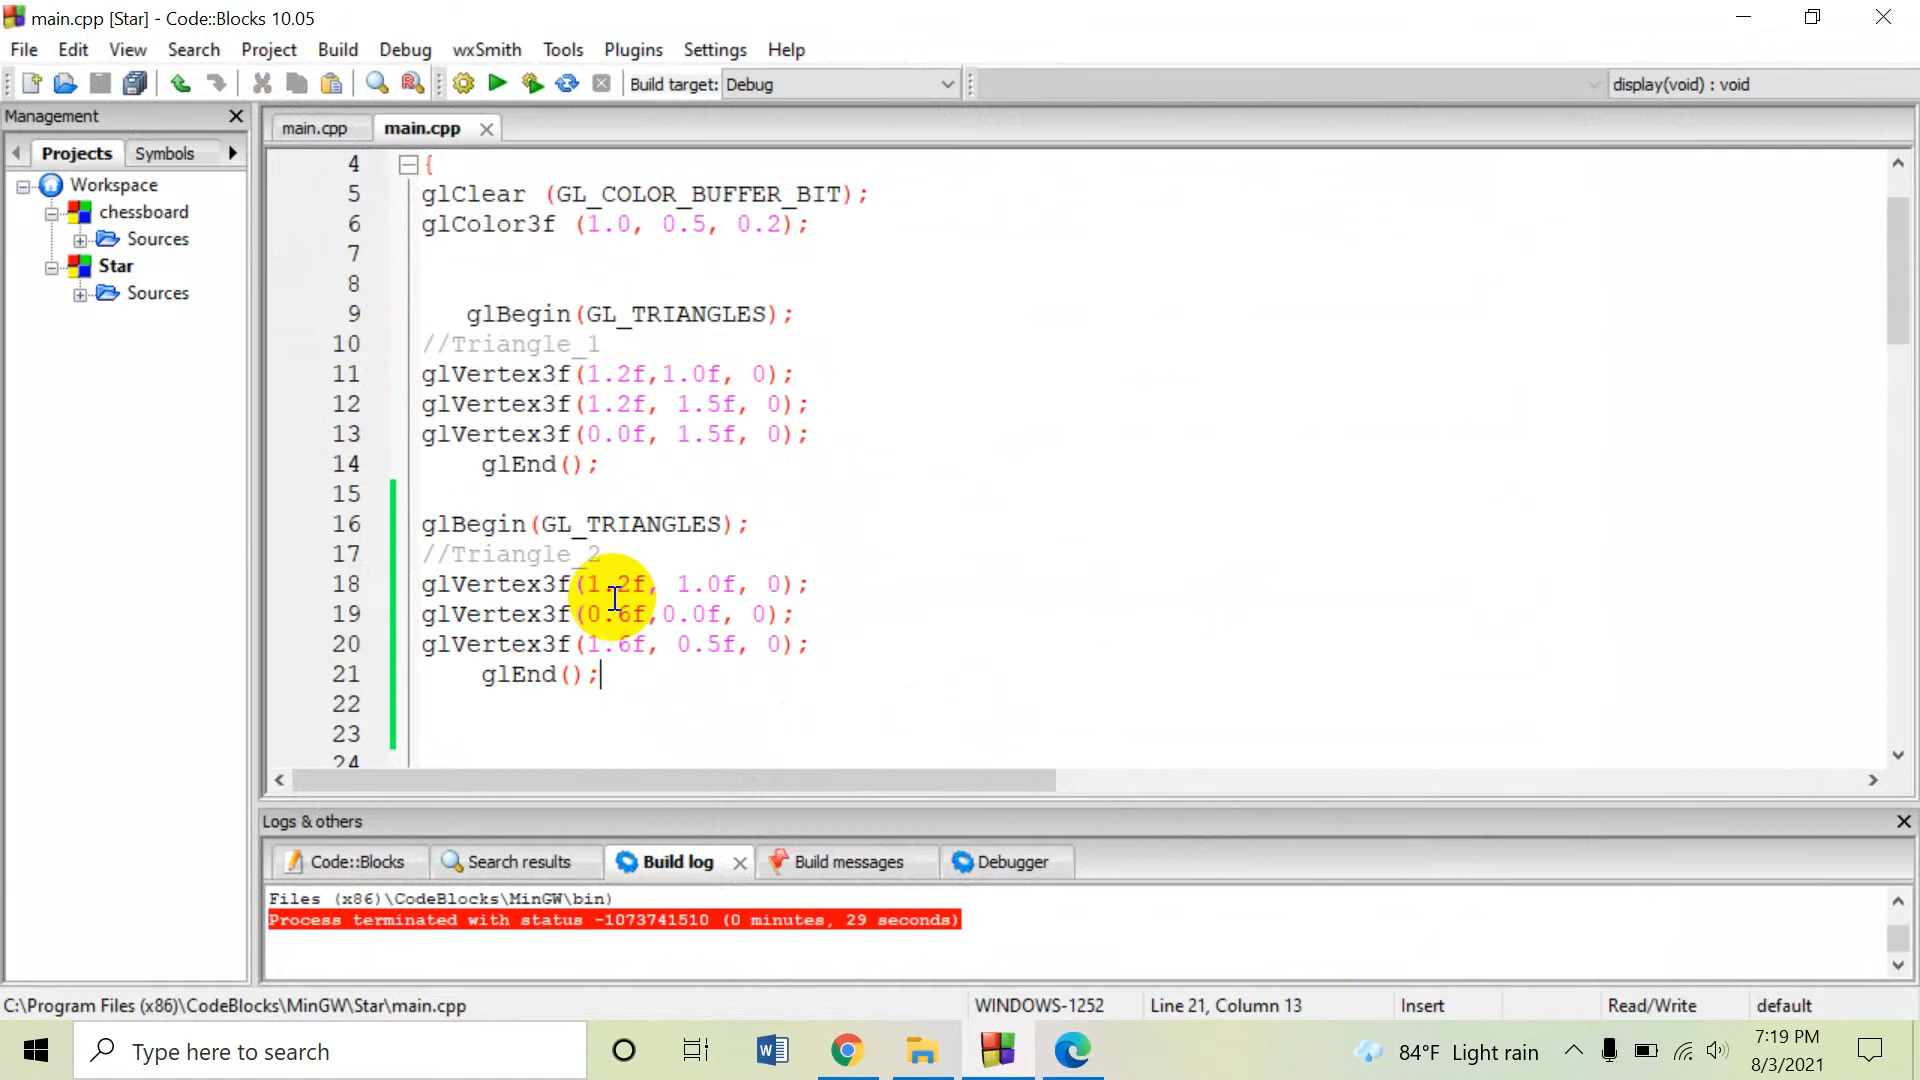 main.cpp [Star] - Code::Blocks 10.05
File Edit View Search Project Build Debug wxSmith Tools Plugins Settings Help
Build target: Debug display(void) : void
Management
main.cpp main.cpp
Projects Symbols
Workspace
chessboard
Sources
Star
Sources
4 {
5 glClear (GL_COLOR_BUFFER_BIT);
6 glColor3f (1.0, 0.5, 0.2);
7
8
9 glBegin(GL_TRIANGLES);
10 //Triangle_1
11 glVertex3f(1.2f,1.0f, 0);
12 glVertex3f(1.2f, 1.5f, 0);
13 glVertex3f(0.0f, 1.5f, 0);
14 glEnd();
15
16 glBegin(GL_TRIANGLES);
17 //Triangle_2
18 glVertex3f(1.2f, 1.0f, 0);
19 glVertex3f(0.6f,0.0f, 0);
20 glVertex3f(1.6f, 0.5f, 0);
21 glEnd();
22
23
24
Logs & others
Code::Blocks Search results Build log Build messages Debugger
Files (x86)\CodeBlocks\MinGW\bin)
Process terminated with status -1073741510 (0 minutes, 29 seconds)
C:\Program Files (x86)\CodeBlocks\MinGW\Star\main.cpp WINDOWS-1252 Line 21, Column 13 Insert Read/Write default
Type here to search 84°F Light rain 7:19 PM
8/3/2021